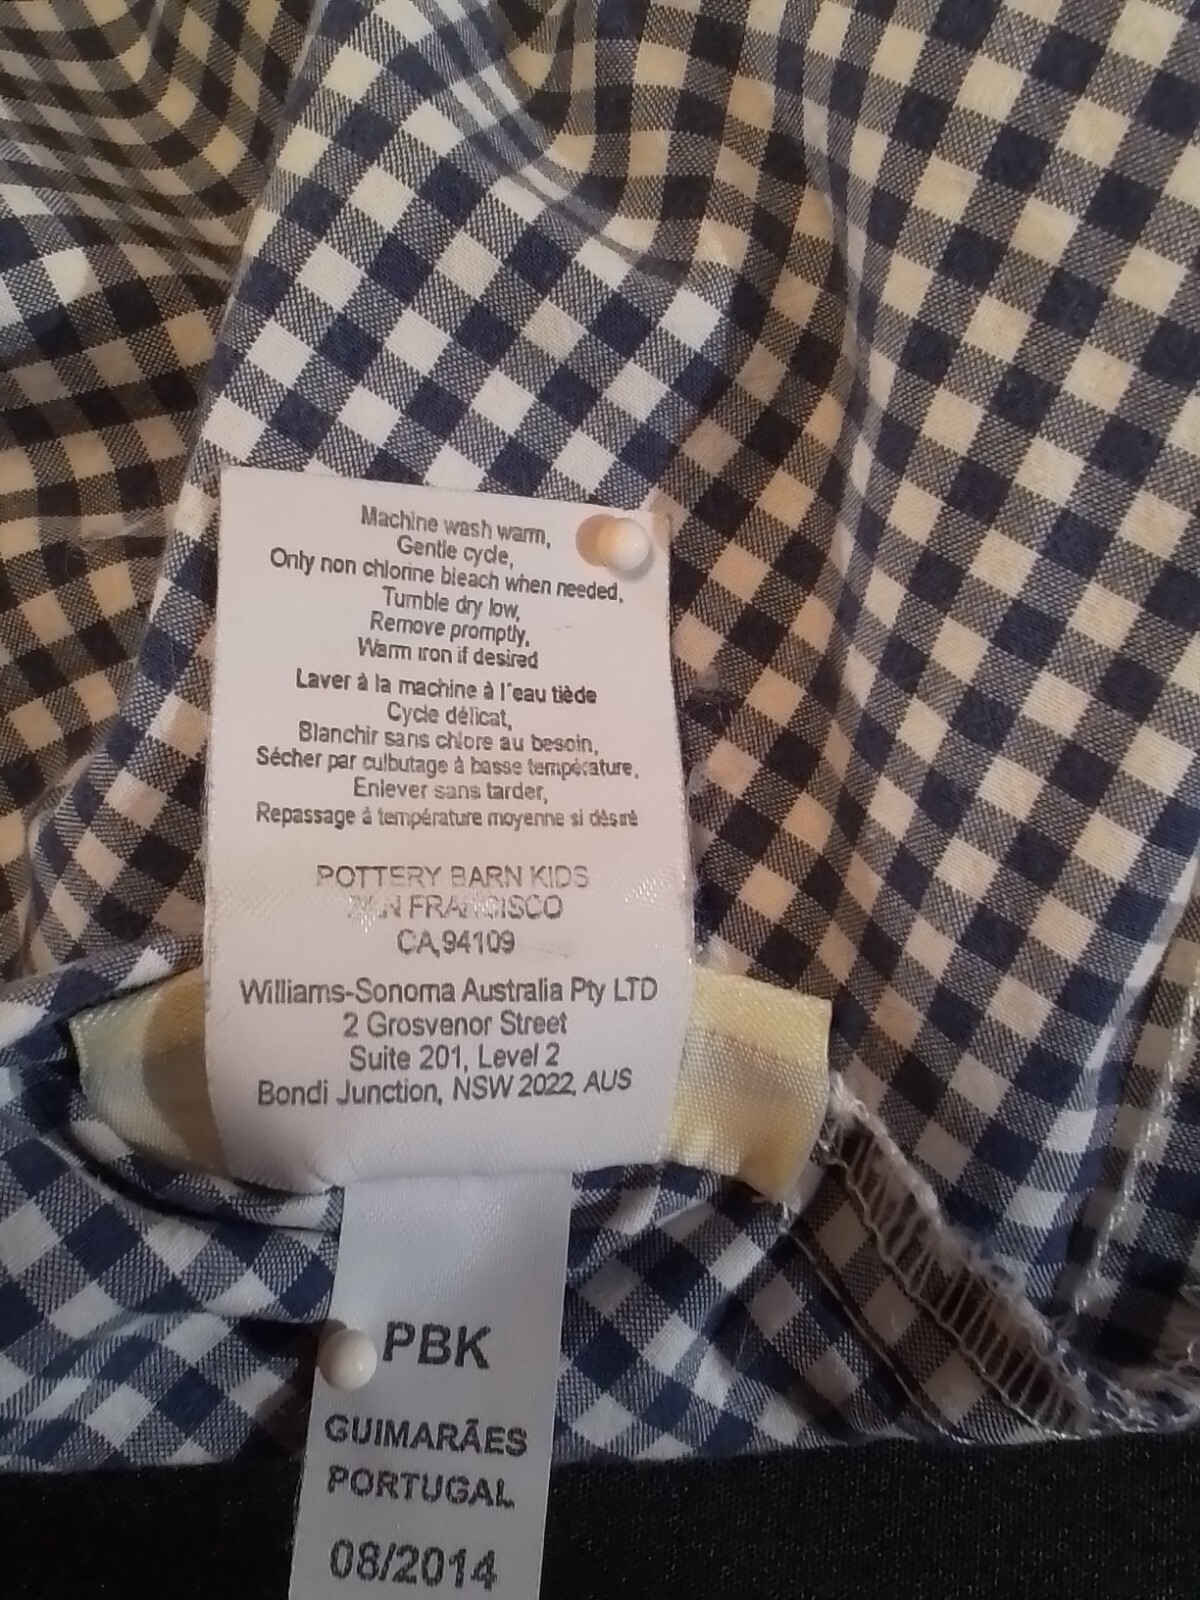 Machine wash warm,
Gentle cycle,
Only non chlorine bleach when needed,
Tumble dry low,
Remove promptly,
Warm iron if desired
Laver à la machine à l'eau tiède
Cycle délicat,
Blanchir sans chlore au besoin,
Sécher par culbutage à basse température,
Enlever sans tarder,
Repassage à température moyenne si désiré
POTTERY BARN KIDS
SAN FRANCISCO
CA,94109
Williams-Sonoma Australia Pty LTD
2 Grosvenor Street
Suite 201, Level 2
Bondi Junction, NSW 2022, AUS
PBK
GUIMARÃES
PORTUGAL
08/2014